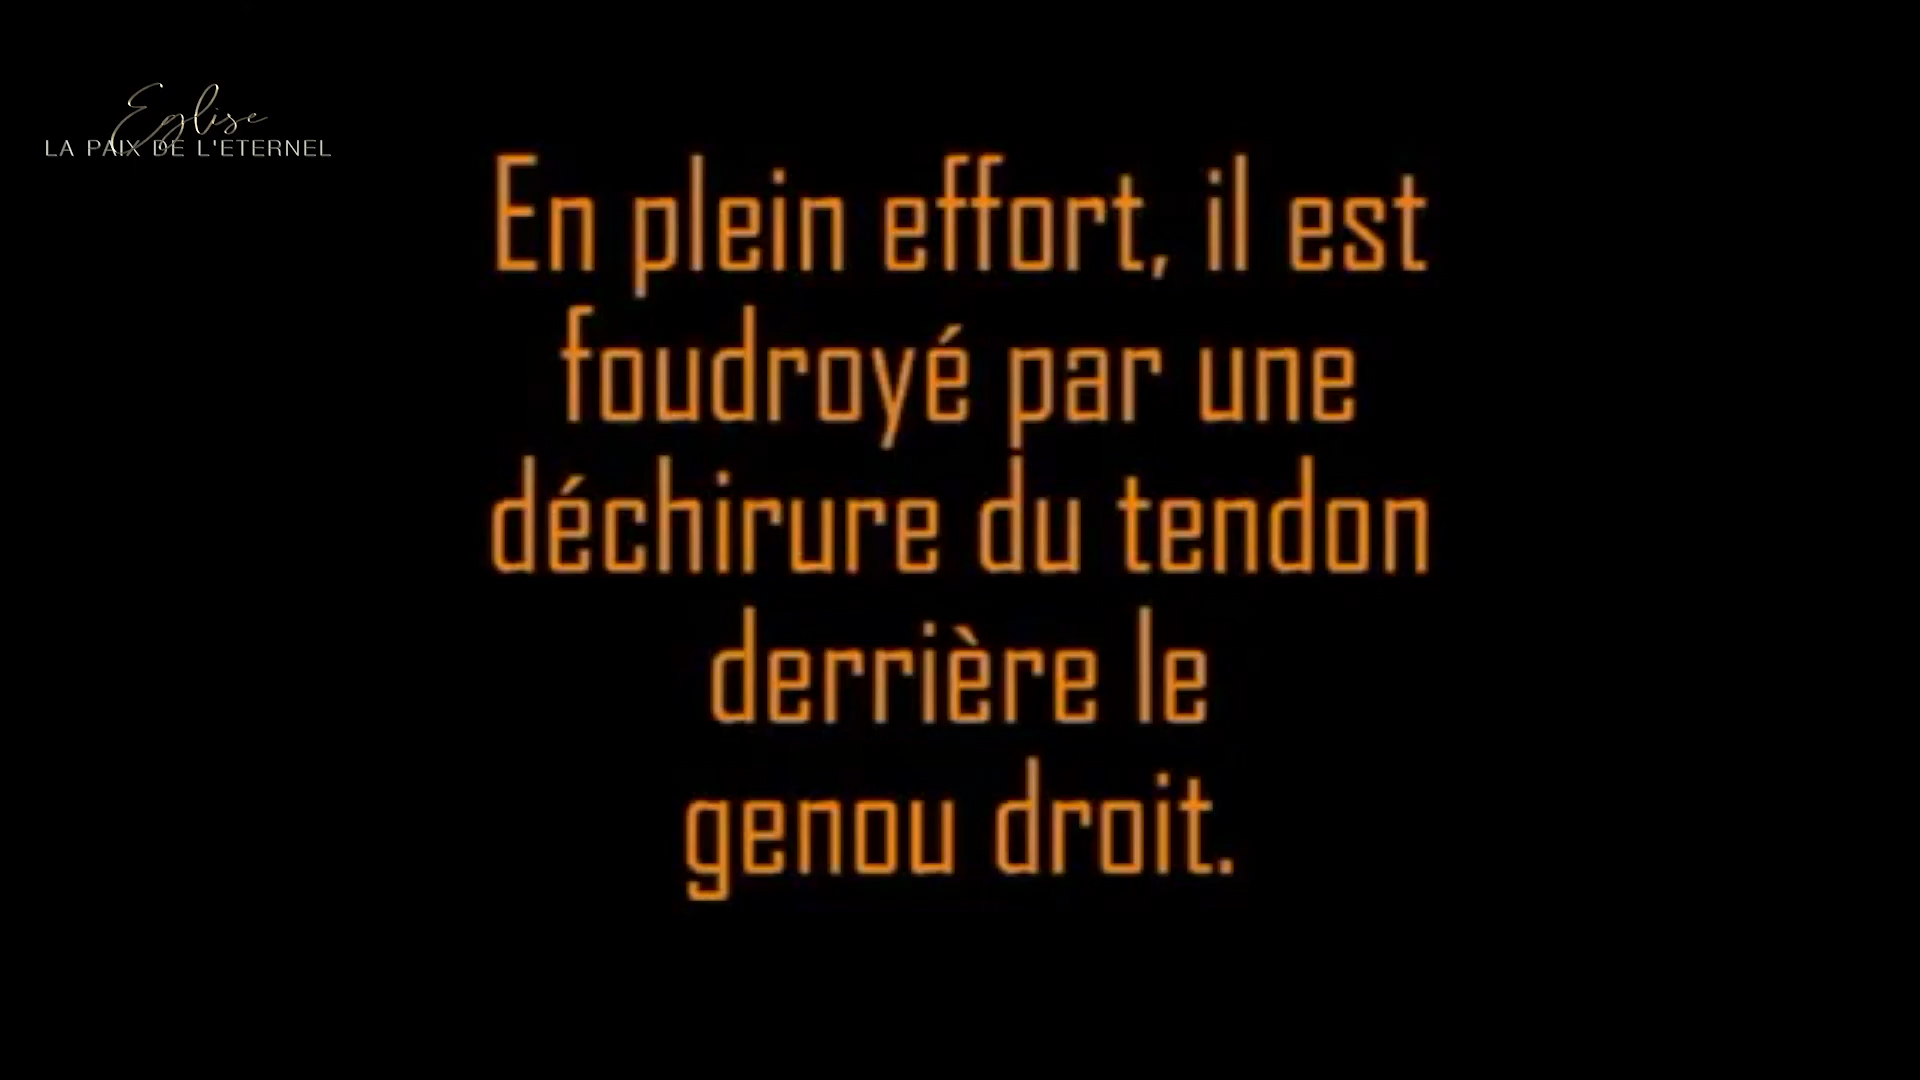 Eglise
LA PAIX DE L'ETERNEL
En plein effort, il est
foudroyé par une
déchirure du tendon
derrière le
genou droit.